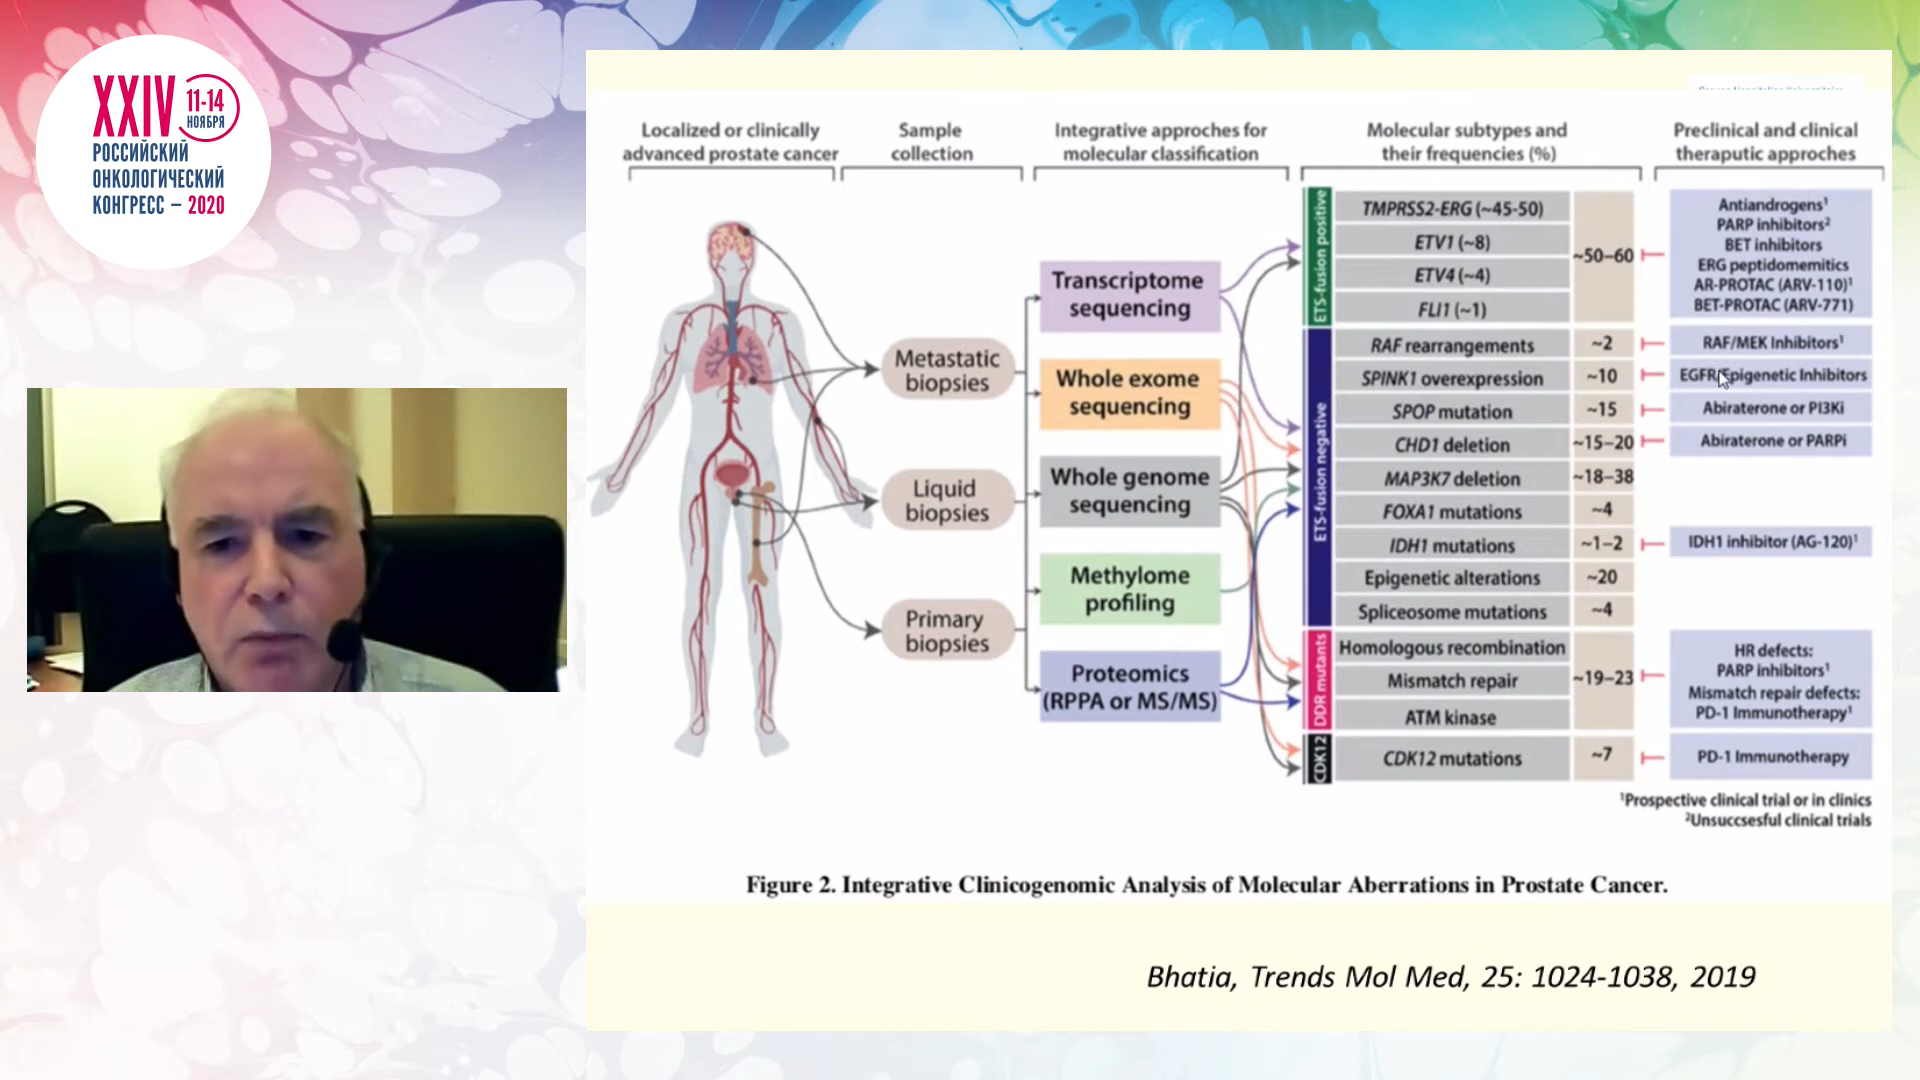 XXIV
11-14
НОЯБРЯ
РОССИЙСКИЙ
ОНКОЛОГИЧЕСКИЙ
КОНГРЕСС – 2020
Localized or clinically
advanced prostate cancer
Sample
collection
Integrative approches for
molecular classification
Molecular subtypes and
their frequencies (%)
Preclinical and clinical
theraputic approches
Metastatic
biopsies
Liquid
biopsies
Primary
biopsies
Transcriptome
sequencing
Whole exome
sequencing
Whole genome
sequencing
Methylome
profiling
Proteomics
(RPPA or MS/MS)
ETS-fusion positive
TMPRSS2-ERG (~45-50)
ETV1 (~8)
ETV4 (~4)
FLI1 (~1)
~50–60
Antiandrogens¹
PARP inhibitors²
BET inhibitors
ERG peptidomemitics
AR-PROTAC (ARV-110)¹
BET-PROTAC (ARV-771)
ETS-fusion negative
RAF rearrangements ~2 RAF/MEK Inhibitors¹
SPINK1 overexpression ~10 EGFR/Epigenetic Inhibitors
SPOP mutation ~15 Abiraterone or PI3Ki
CHD1 deletion ~15–20 Abiraterone or PARPi
MAP3K7 deletion ~18–38
FOXA1 mutations ~4
IDH1 mutations ~1–2 IDH1 inhibitor (AG-120)¹
Epigenetic alterations ~20
Spliceosome mutations ~4
DDR mutants
Homologous recombination
Mismatch repair
ATM kinase
~19–23
HR defects:
PARP inhibitors¹
Mismatch repair defects:
PD-1 Immunotherapy¹
CDK12
CDK12 mutations ~7 PD-1 Immunotherapy
¹Prospective clinical trial or in clinics
²Unsuccsesful clinical trials
Figure 2. Integrative Clinicogenomic Analysis of Molecular Aberrations in Prostate Cancer.
Bhatia, Trends Mol Med, 25: 1024-1038, 2019